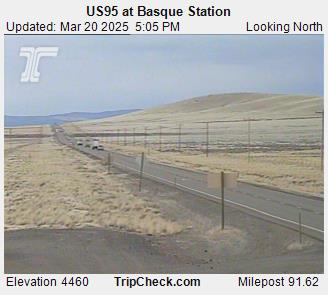 US95 at Basque Station
Updated: Mar 20 2025 5:05 PM Looking North
Elevation 4460 TripCheck.com Milepost 91.62